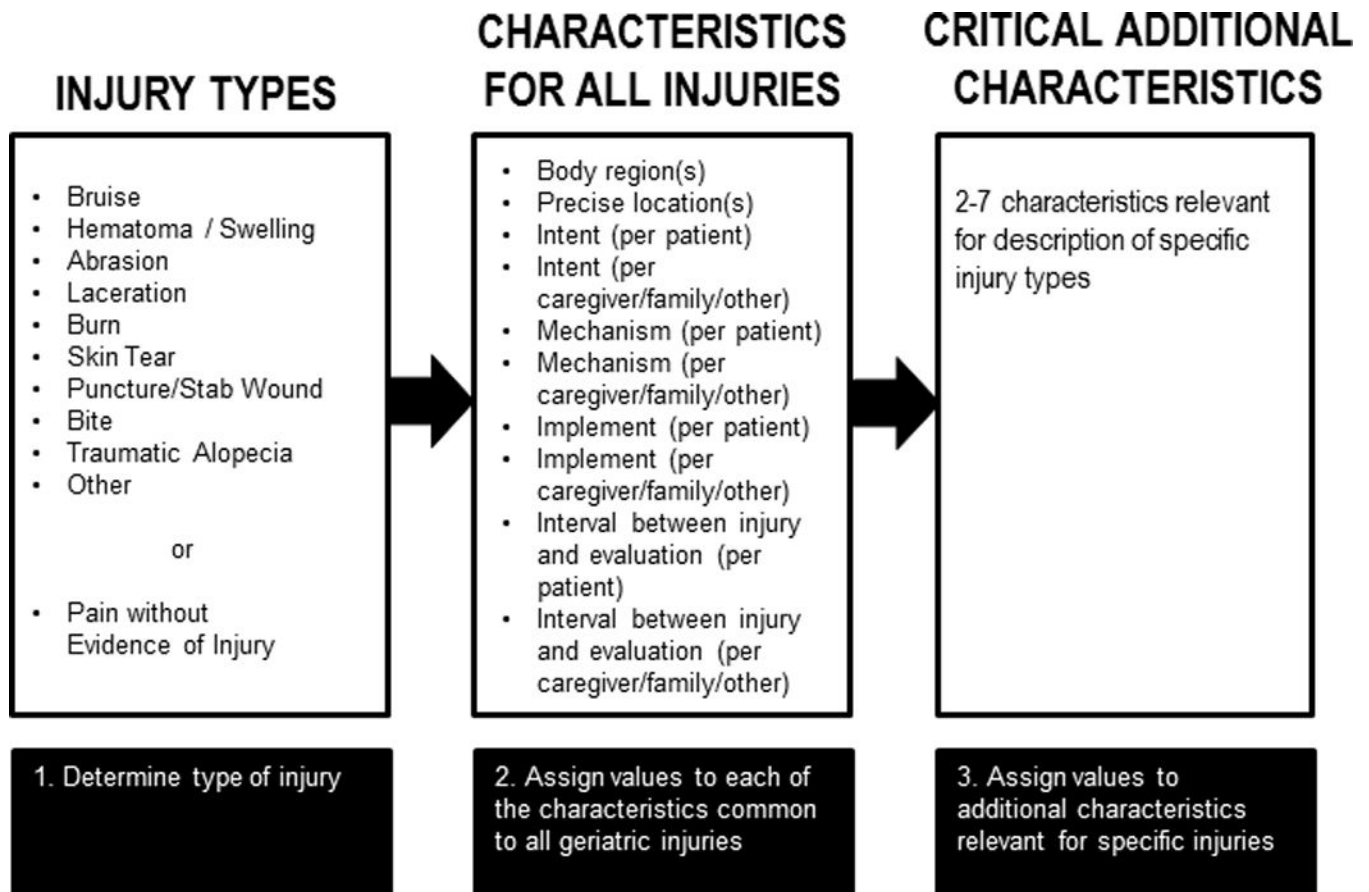 INJURY TYPES
• Bruise
• Hematoma / Swelling
• Abrasion
• Laceration
• Burn
• Skin Tear
• Puncture/Stab Wound
• Bite
• Traumatic Alopecia
• Other
or
• Pain without
Evidence of Injury
1. Determine type of injury
CHARACTERISTICS
FOR ALL INJURIES
• Body region(s)
• Precise location(s)
• Intent (per patient)
• Intent (per
caregiver/family/other)
• Mechanism (per patient)
• Mechanism (per
caregiver/family/other)
• Implement (per patient)
• Implement (per
caregiver/family/other)
• Interval between injury
and evaluation (per
patient)
• Interval between injury
and evaluation (per
caregiver/family/other)
2. Assign values to each of
the characteristics common
to all geriatric injuries
CRITICAL ADDITIONAL
CHARACTERISTICS
2-7 characteristics relevant
for description of specific
injury types
3. Assign values to
additional characteristics
relevant for specific injuries